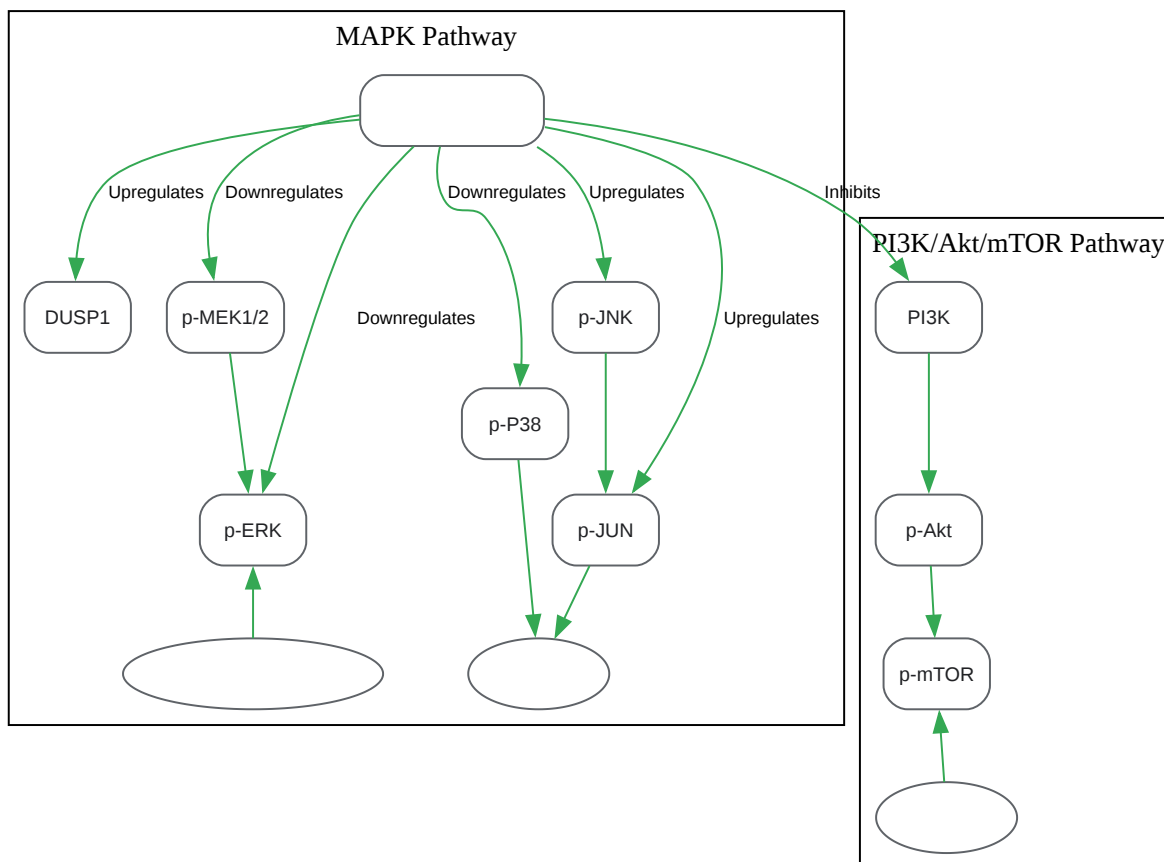 MAPK Pathway
Upregulates
Downregulates
Downregulates
Upregulates
Inhibits
PI3K/Akt/mTOR Pathway
DUSP1
p-MEK1/2
Downregulates
p-JNK
Upregulates
PI3K
p-P38
p-ERK
p-JUN
p-Akt
p-mTOR